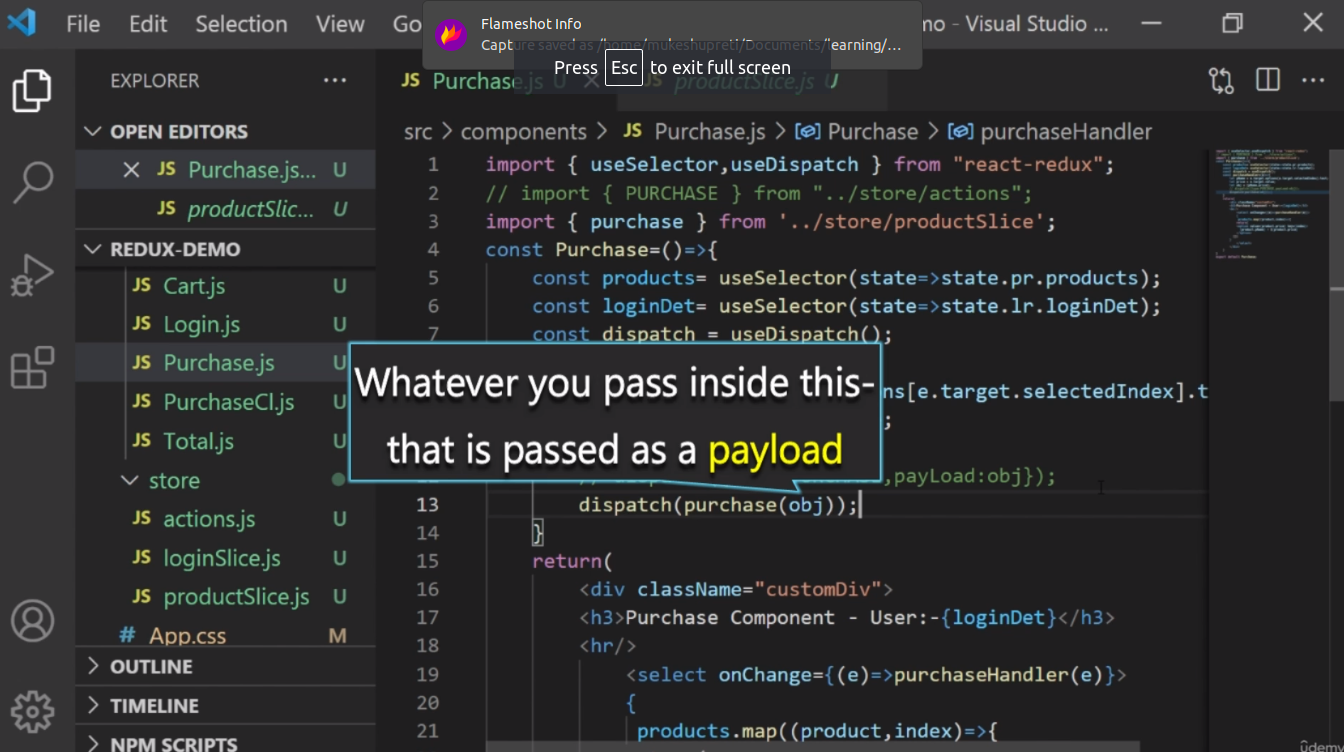 File Edit Selection View Go
mo - Visual Studio ...
Flameshot Info
Capture saved as /home/mukeshupreti/Documents/learning/...
Press Esc to exit full screen
EXPLORER
OPEN EDITORS
JS Purchase.js... U
JS productSlic... U
REDUX-DEMO
JS Cart.js U
JS Login.js U
JS Purchase.js U
JS PurchaseCl.js U
JS Total.js U
store
JS actions.js U
JS loginSlice.js U
JS productSlice.js U
# App.css M
OUTLINE
TIMELINE
NPM SCRIPTS
JS Purchase.js U
JS productSlice.js U
src > components > JS Purchase.js > Purchase > purchaseHandler
1 import { useSelector,useDispatch } from "react-redux";
2 // import { PURCHASE } from "../store/actions";
3 import { purchase } from '../store/productSlice';
4 const Purchase=()=>{
5 const products= useSelector(state=>state.pr.products);
6 const loginDet= useSelector(state=>state.lr.loginDet);
7 const dispatch = useDispatch();
Whatever you pass inside this-
that is passed as a payload
ns[e.target.selectedIndex].t
;
,payLoad:obj});
13 dispatch(purchase(obj));
14 }
15 return(
16 <div className="customDiv">
17 <h3>Purchase Component - User:-{loginDet}</h3>
18 <hr/>
19 <select onChange={(e)=>purchaseHandler(e)}>
20 {
21 products.map((product,index)=>{
udemy